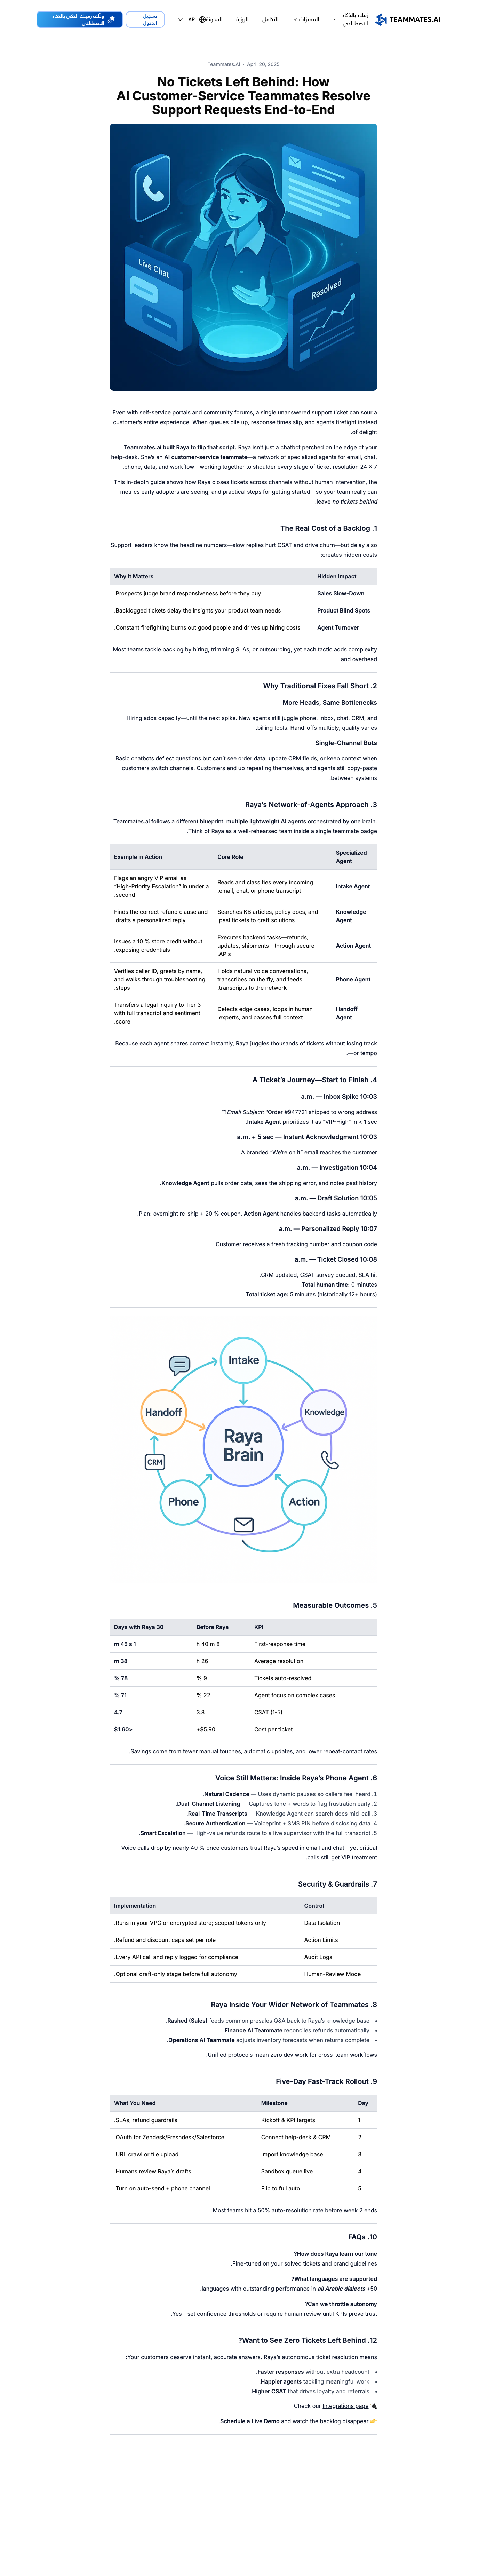 TEAMMATES.AI
زملاء بالذكاء
الاصطناعي
المميزات
التكامل
الرؤية
المدونة
AR
تسجيل
الدخول
وظّف زميلك الذكي بالذكاء
الاصطناعي
Teammates.Ai · April 20, 2025
No Tickets Left Behind: How
AI Customer-Service Teammates Resolve
Support Requests End-to-End
Live Chat
Resolved
Even with self-service portals and community forums, a single unanswered support ticket can sour a
customer's entire experience. When queues pile up, response times slip, and agents firefight instead
of delight.
Teammates.ai built Raya to flip that script. Raya isn't just a chatbot perched on the edge of your
help-desk. She's an AI customer-service teammate—a network of specialized agents for email, chat,
phone, data, and workflow—working together to shoulder every stage of ticket resolution 24 × 7.
This in-depth guide shows how Raya closes tickets across channels without human intervention, the
metrics early adopters are seeing, and practical steps for getting started—so your team really can
leave no tickets behind.
1. The Real Cost of a Backlog
Support leaders know the headline numbers—slow replies hurt CSAT and drive churn—but delay also
creates hidden costs:
Why It Matters Hidden Impact
Prospects judge brand responsiveness before they buy. Sales Slow-Down
Backlogged tickets delay the insights your product team needs. Product Blind Spots
Constant firefighting burns out good people and drives up hiring costs. Agent Turnover
Most teams tackle backlog by hiring, trimming SLAs, or outsourcing, yet each tactic adds complexity
and overhead.
2. Why Traditional Fixes Fall Short
More Heads, Same Bottlenecks
Hiring adds capacity—until the next spike. New agents still juggle phone, inbox, chat, CRM, and
billing tools. Hand-offs multiply, quality varies.
Single-Channel Bots
Basic chatbots deflect questions but can't see order data, update CRM fields, or keep context when
customers switch channels. Customers end up repeating themselves, and agents still copy-paste
between systems.
3. Raya's Network-of-Agents Approach
Teammates.ai follows a different blueprint: multiple lightweight AI agents orchestrated by one brain.
Think of Raya as a well-rehearsed team inside a single teammate badge.
Example in Action Core Role Specialized
Agent
Flags an angry VIP email as
"High-Priority Escalation" in under a
second.
Reads and classifies every incoming
email, chat, or phone transcript.
Intake Agent
Finds the correct refund clause and
drafts a personalized reply.
Searches KB articles, policy docs, and
past tickets to craft solutions.
Knowledge
Agent
Issues a 10 % store credit without
exposing credentials.
Executes backend tasks—refunds,
updates, shipments—through secure
APIs.
Action Agent
Verifies caller ID, greets by name,
and walks through troubleshooting
steps.
Holds natural voice conversations,
transcribes on the fly, and feeds
transcripts to the network.
Phone Agent
Transfers a legal inquiry to Tier 3
with full transcript and sentiment
score.
Detects edge cases, loops in human
experts, and passes full context.
Handoff
Agent
Because each agent shares context instantly, Raya juggles thousands of tickets without losing track
—or tempo.
4. A Ticket's Journey—Start to Finish
10:03 a.m. — Inbox Spike
Email Subject: "Order #947721 shipped to wrong address!"
Intake Agent prioritizes it as "VIP-High" in < 1 sec.
10:03 a.m. + 5 sec — Instant Acknowledgment
A branded "We're on it" email reaches the customer.
10:04 a.m. — Investigation
Knowledge Agent pulls order data, sees the shipping error, and notes past history.
10:05 a.m. — Draft Solution
Plan: overnight re-ship + 20 % coupon. Action Agent handles backend tasks automatically.
10:07 a.m. — Personalized Reply
Customer receives a fresh tracking number and coupon code.
10:08 a.m. — Ticket Closed
CRM updated, CSAT survey queued, SLA hit.
Total human time: 0 minutes.
Total ticket age: 5 minutes (historically 12+ hours).
Intake
Handoff
Knowledge
Raya
Brain
CRM
Phone
Action
5. Measurable Outcomes
Days with Raya 30 Before Raya KPI
m 45 s 1 h 40 m 8 First-response time
m 38 h 26 Average resolution
% 78 % 9 Tickets auto-resolved
% 71 % 22 Agent focus on complex cases
4.7 3.8 CSAT (1-5)
$1.60> +$5.90 Cost per ticket
Savings come from fewer manual touches, automatic updates, and lower repeat-contact rates.
6. Voice Still Matters: Inside Raya's Phone Agent
1. Natural Cadence — Uses dynamic pauses so callers feel heard.
2. Dual-Channel Listening — Captures tone + words to flag frustration early.
3. Real-Time Transcripts — Knowledge Agent can search docs mid-call.
4. Secure Authentication — Voiceprint + SMS PIN before disclosing data.
5. Smart Escalation — High-value refunds route to a live supervisor with the full transcript.
Voice calls drop by nearly 40 % once customers trust Raya's speed in email and chat—yet critical
calls still get VIP treatment.
7. Security & Guardrails
Implementation Control
Runs in your VPC or encrypted store; scoped tokens only. Data Isolation
Refund and discount caps set per role. Action Limits
Every API call and reply logged for compliance. Audit Logs
Optional draft-only stage before full autonomy. Human-Review Mode
8. Raya Inside Your Wider Network of Teammates
• Rashed (Sales) feeds common presales Q&A back to Raya's knowledge base.
• Finance AI Teammate reconciles refunds automatically.
• Operations AI Teammate adjusts inventory forecasts when returns complete.
Unified protocols mean zero dev work for cross-team workflows.
9. Five-Day Fast-Track Rollout
What You Need Milestone Day
SLAs, refund guardrails. Kickoff & KPI targets 1
OAuth for Zendesk/Freshdesk/Salesforce. Connect help-desk & CRM 2
URL crawl or file upload. Import knowledge base 3
Humans review Raya's drafts. Sandbox queue live 4
Turn on auto-send + phone channel. Flip to full auto 5
Most teams hit a 50% auto-resolution rate before week 2 ends.
10. FAQs
How does Raya learn our tone?
Fine-tuned on your solved tickets and brand guidelines.
What languages are supported?
50+ languages with outstanding performance in all Arabic dialects.
Can we throttle autonomy?
Yes—set confidence thresholds or require human review until KPIs prove trust.
12. Want to See Zero Tickets Left Behind?
Your customers deserve instant, accurate answers. Raya's autonomous ticket resolution means:
• Faster responses without extra headcount.
• Happier agents tackling meaningful work.
• Higher CSAT that drives loyalty and referrals.
🔌 Check our Integrations page
👉 Schedule a Live Demo and watch the backlog disappear.